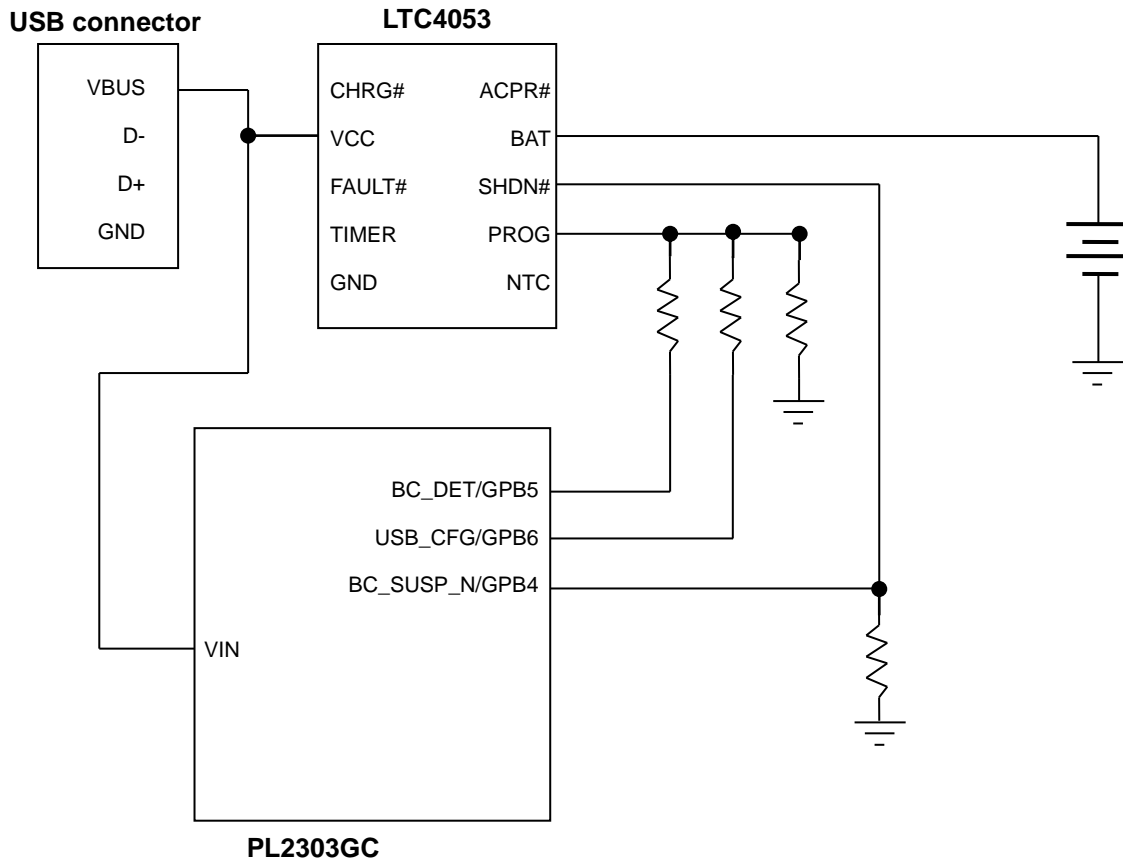 USB connector
LTC4053
VBUS
D-
D+
GND
CHRG#
VCC
FAULT#
TIMER
GND
ACPR#
BAT
SHDN#
PROG
NTC
BC_DET/GPB5
USB_CFG/GPB6
BC_SUSP_N/GPB4
VIN
PL2303GC